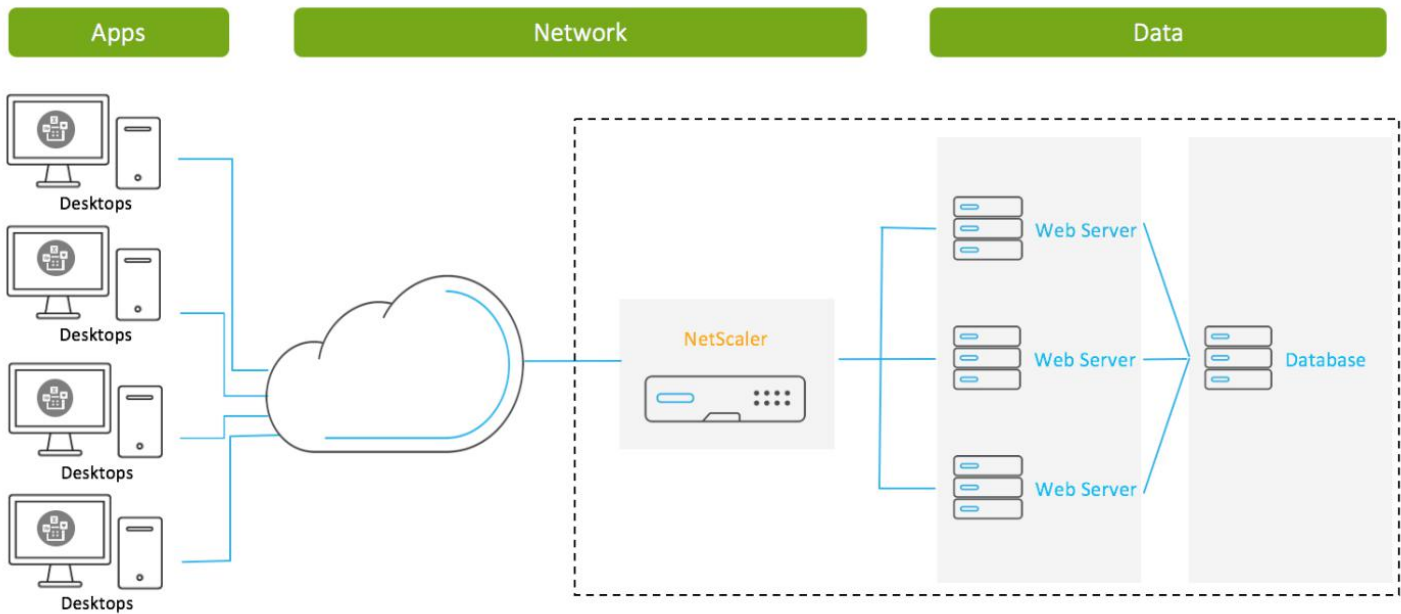 Apps
Network
Data
Desktops
Desktops
Desktops
Desktops
NetScaler
Web Server
Web Server
Web Server
Database